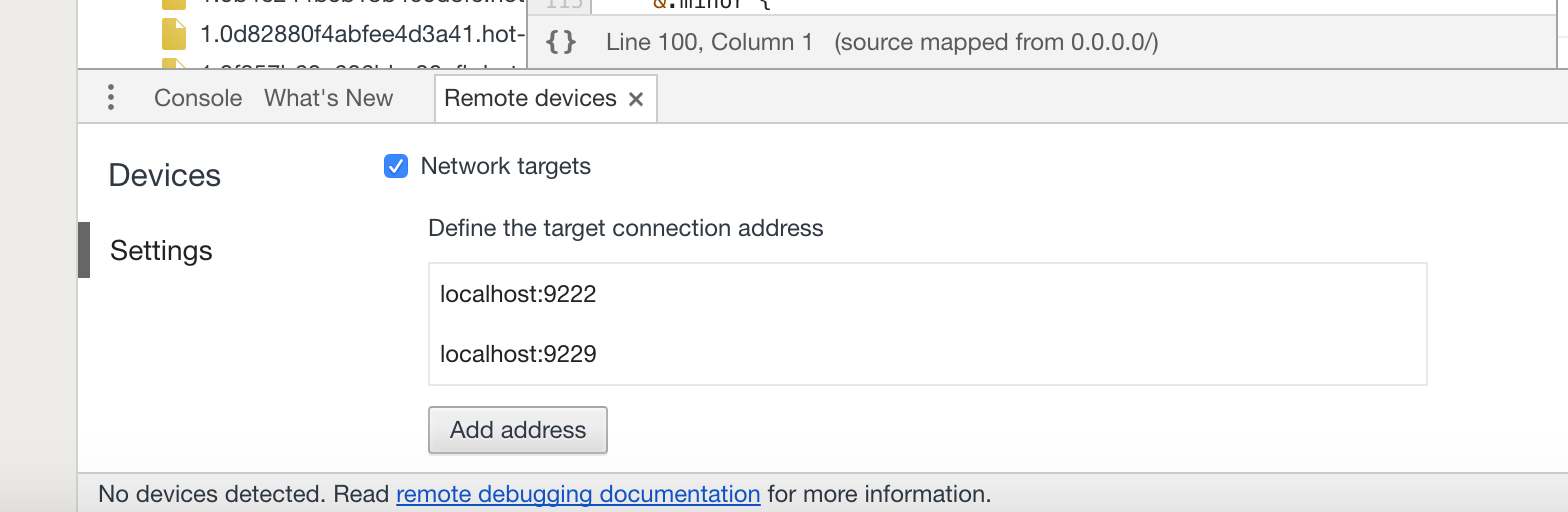 115 &.minor {
1.0d82880f4abfee4d3a41.hot-
{} Line 100, Column 1 (source mapped from 0.0.0.0/)
Console What's New Remote devices ×
Devices
Settings
Network targets
Define the target connection address
localhost:9222
localhost:9229
Add address
No devices detected. Read remote debugging documentation for more information.